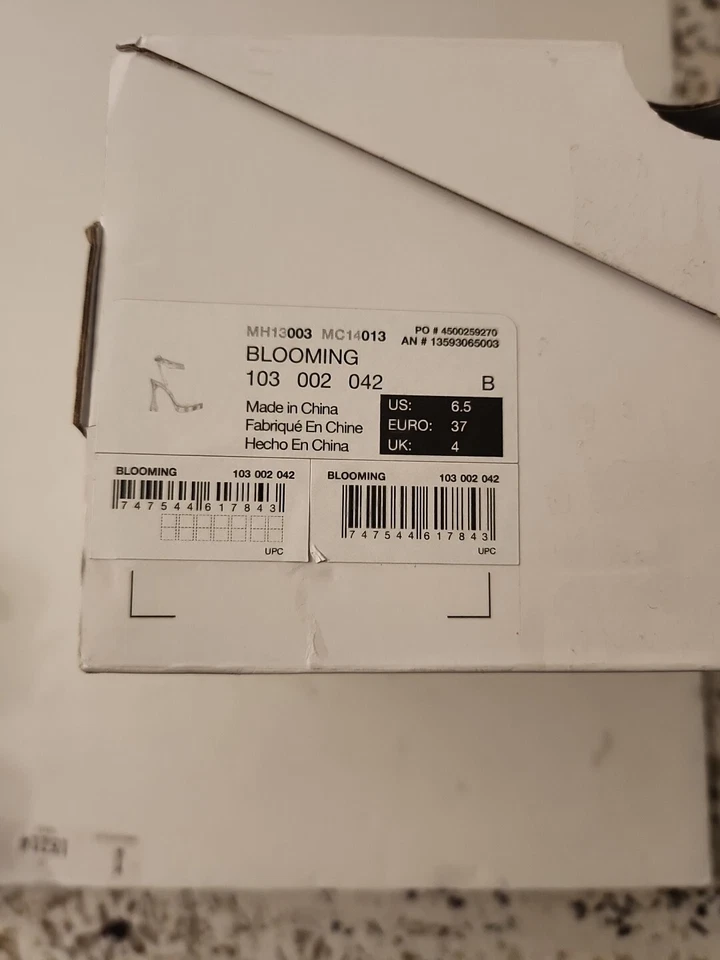 MH13003 MC14013
PO # 4500259270
AN # 13593065003
BLOOMING
103 002 042
B
Made in China
Fabriqué En Chine
Hecho En China
US: 6.5
EURO: 37
UK: 4
BLOOMING 103 002 042
7 47544 61784 3
UPC
BLOOMING 103 002 042
7 47544 61784 3
UPC